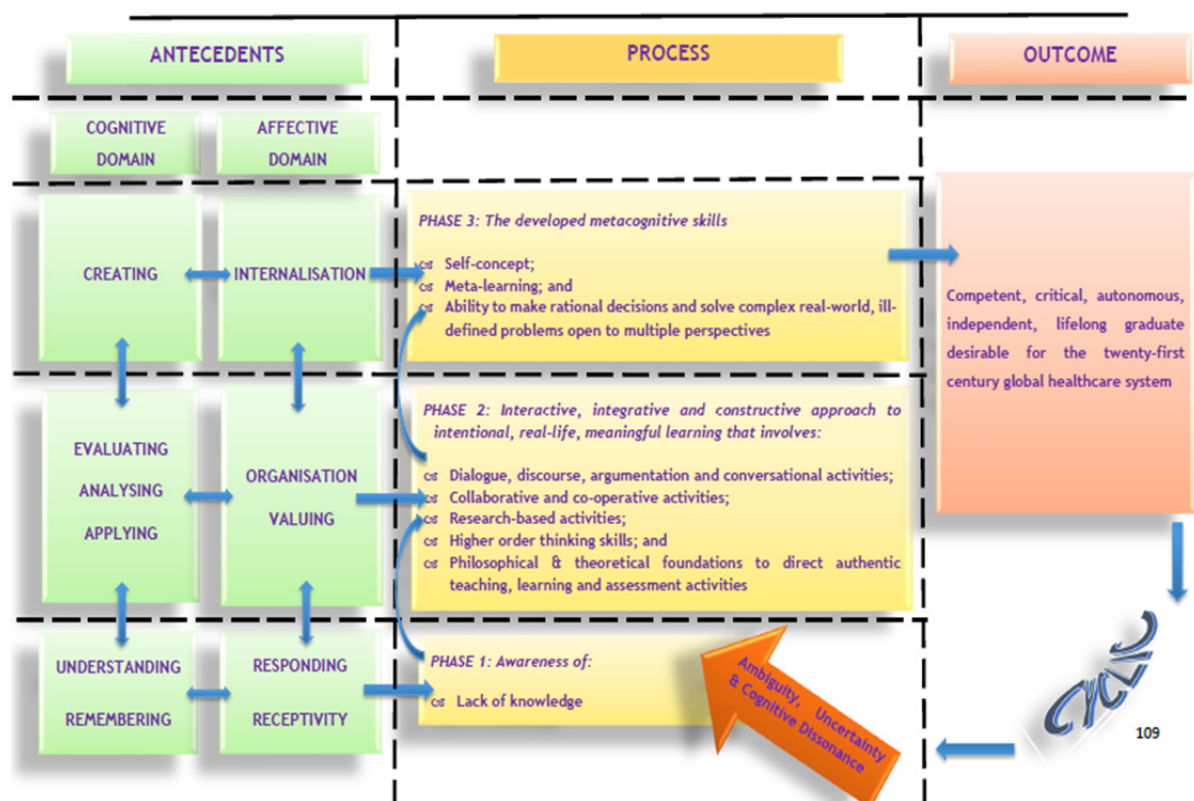 ANTECEDENTS
PROCESS
OUTCOME
COGNITIVE
DOMAIN
AFFECTIVE
DOMAIN
CREATING
INTERNALISATION
PHASE 3: The developed metacognitive skills
Self-concept;
Meta-learning; and
Ability to make rational decisions and solve complex real-world, ill-
defined problems open to multiple perspectives
Competent, critical, autonomous,
independent, lifelong graduate
desirable for the twenty-first
century global healthcare system
EVALUATING
ANALYSING
APPLYING
ORGANISATION
VALUING
PHASE 2: Interactive, integrative and constructive approach to
intentional, real-life, meaningful learning that involves:
Dialogue, discourse, argumentation and conversational activities;
Collaborative and co-operative activities;
Research-based activities;
Higher order thinking skills; and
Philosophical & theoretical foundations to direct authentic
teaching, learning and assessment activities
UNDERSTANDING
REMEMBERING
RESPONDING
RECEPTIVITY
PHASE 1: Awareness of:
Lack of knowledge
Ambiguity, Uncertainty
& Cognitive Dissonance
CYCLIC
109